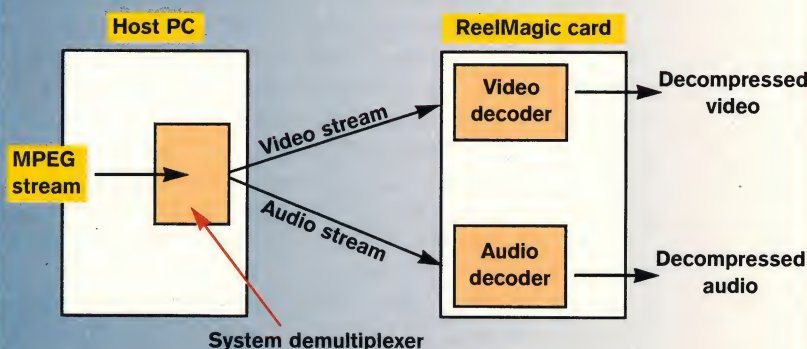 Host PC
ReelMagic card
Video
decoder
Decompressed
video
MPEG
stream
Video stream
Audio stream
Audio
decoder
Decompressed
audio
System demultiplexer